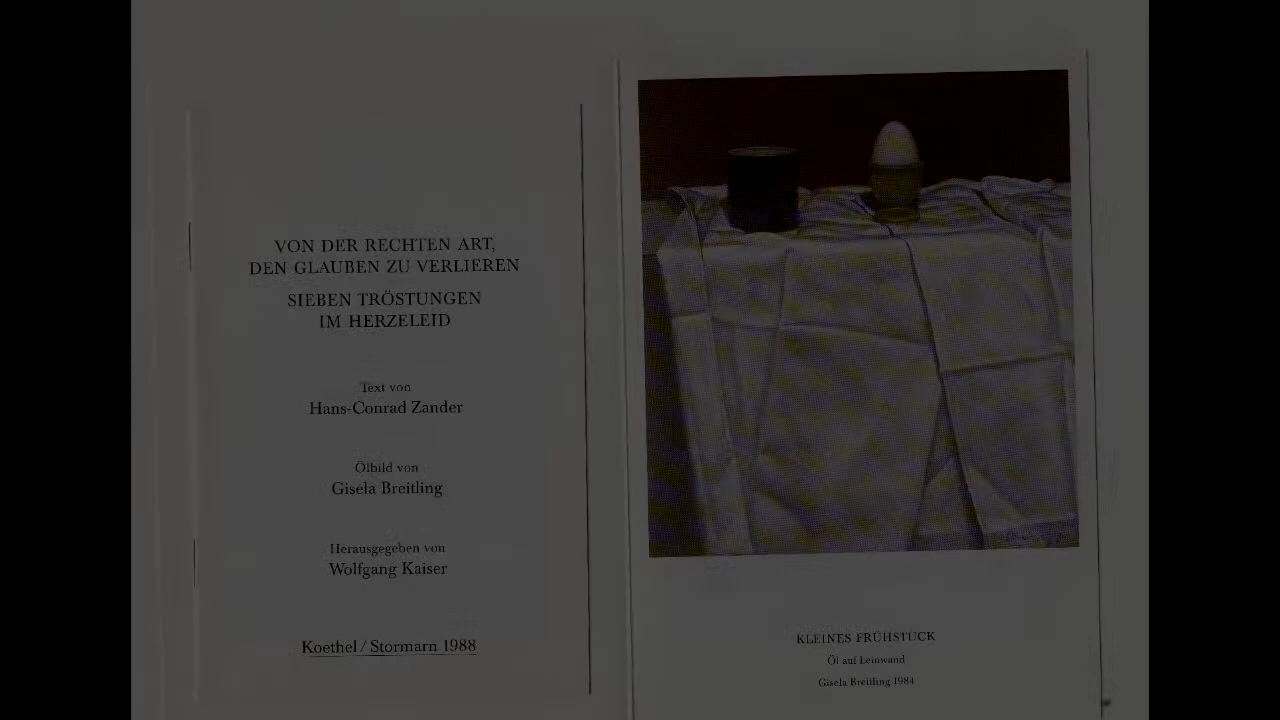 VON DER RECHTEN ART,
DEN GLAUBEN ZU VERLIEREN
SIEBEN TRÖSTUNGEN
IM HERZELEID
Text von
Hans-Conrad Zander
Ölbild von
Gisela Breitling
Herausgegeben von
Wolfgang Kaiser
Koethel / Stormarn 1988
KLEINES FRÜHSTÜCK
Öl auf Leinwand
Gisela Breitling 1984